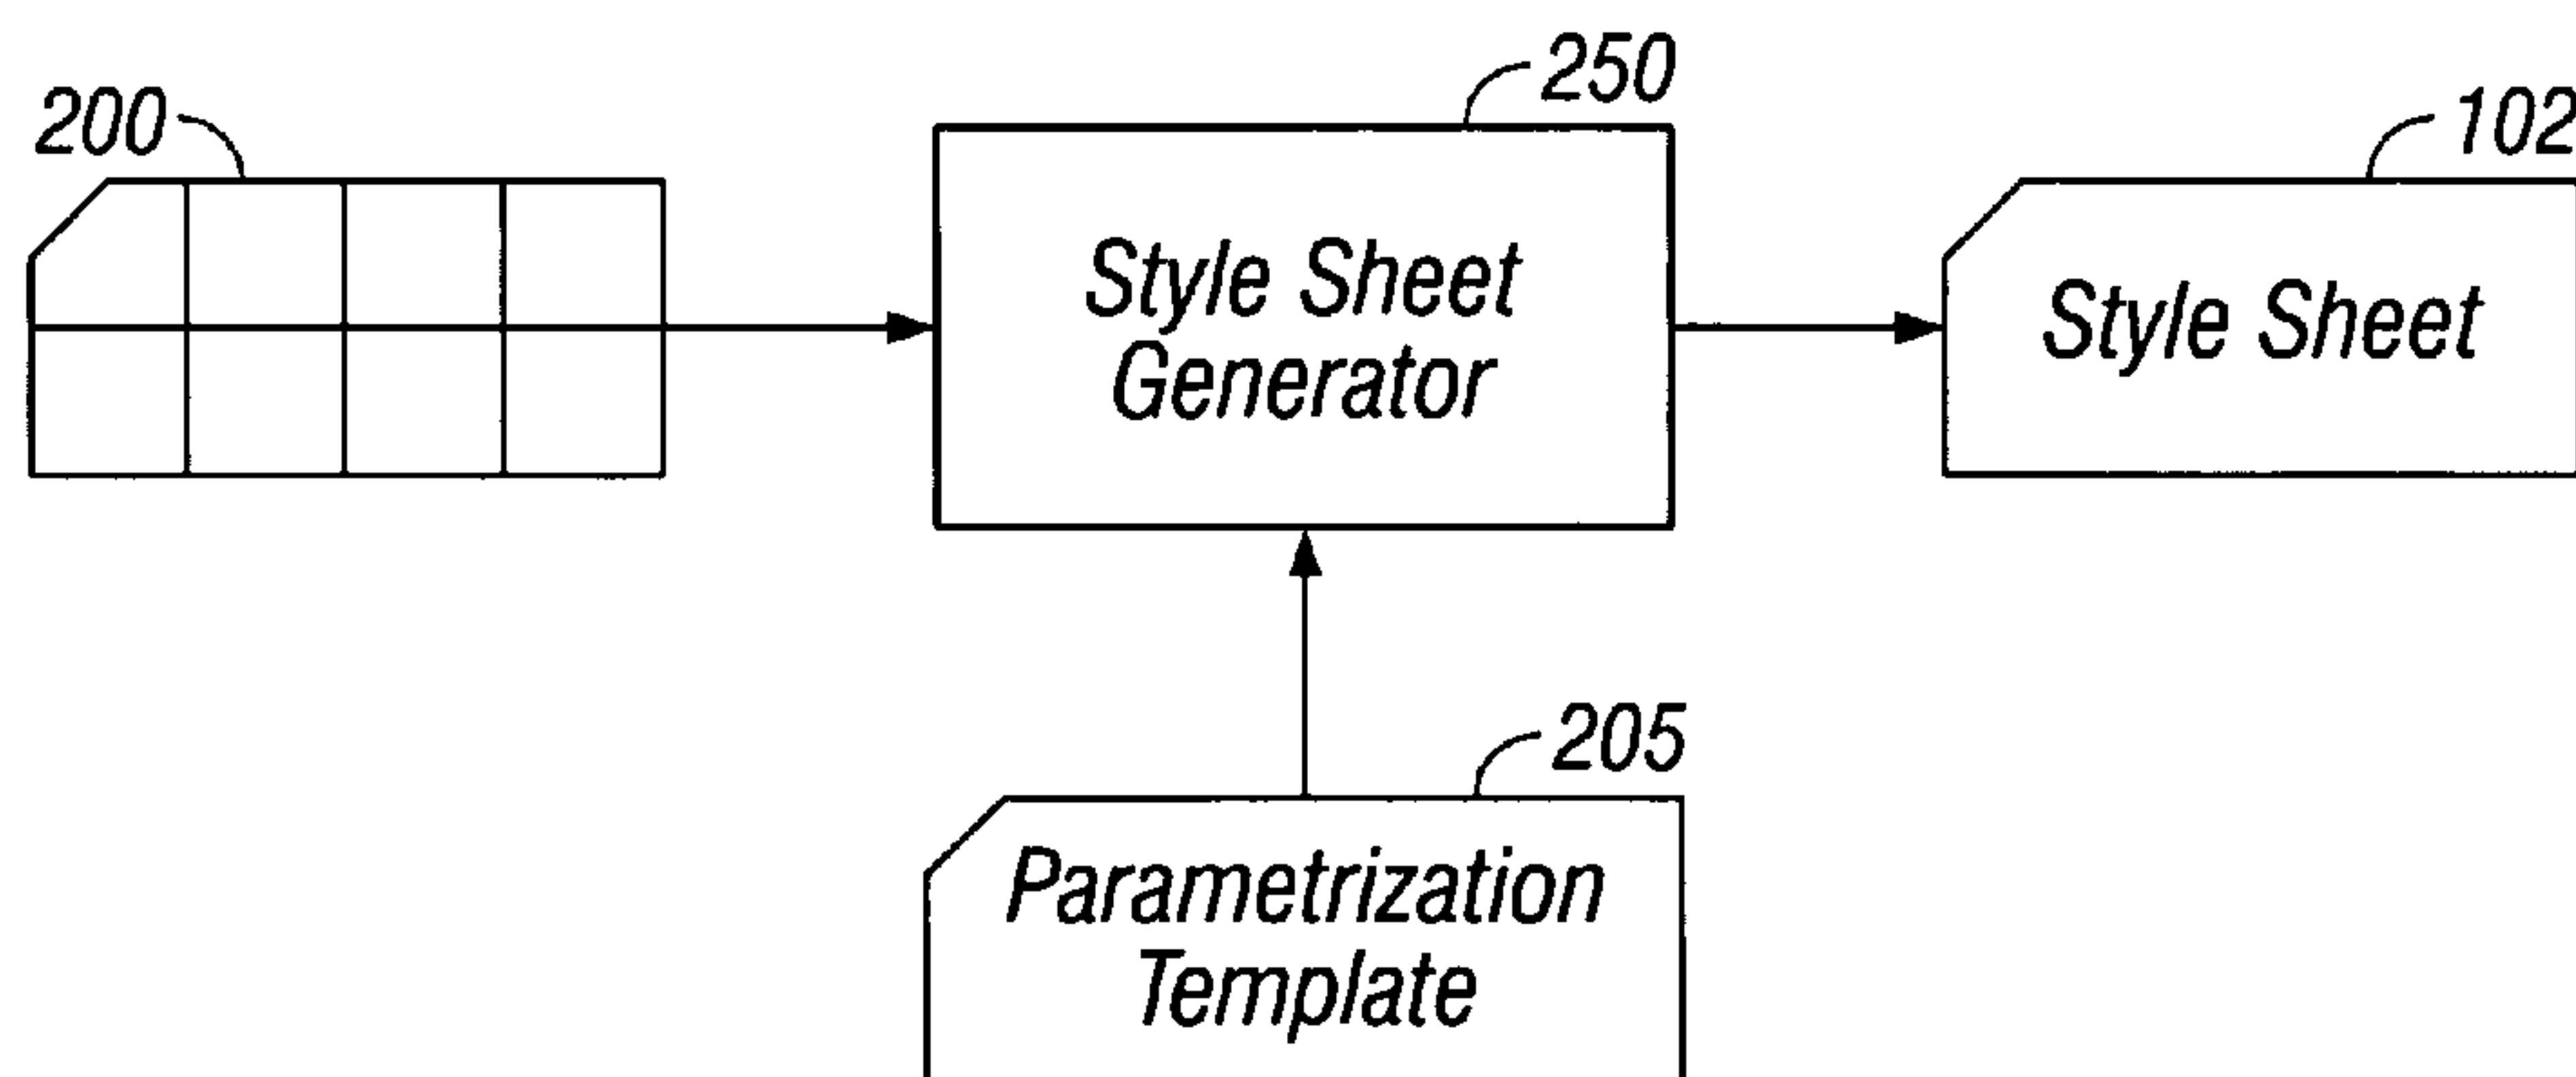 200
250
102
Style Sheet
Generator
Style Sheet
205
Parametrization
Template